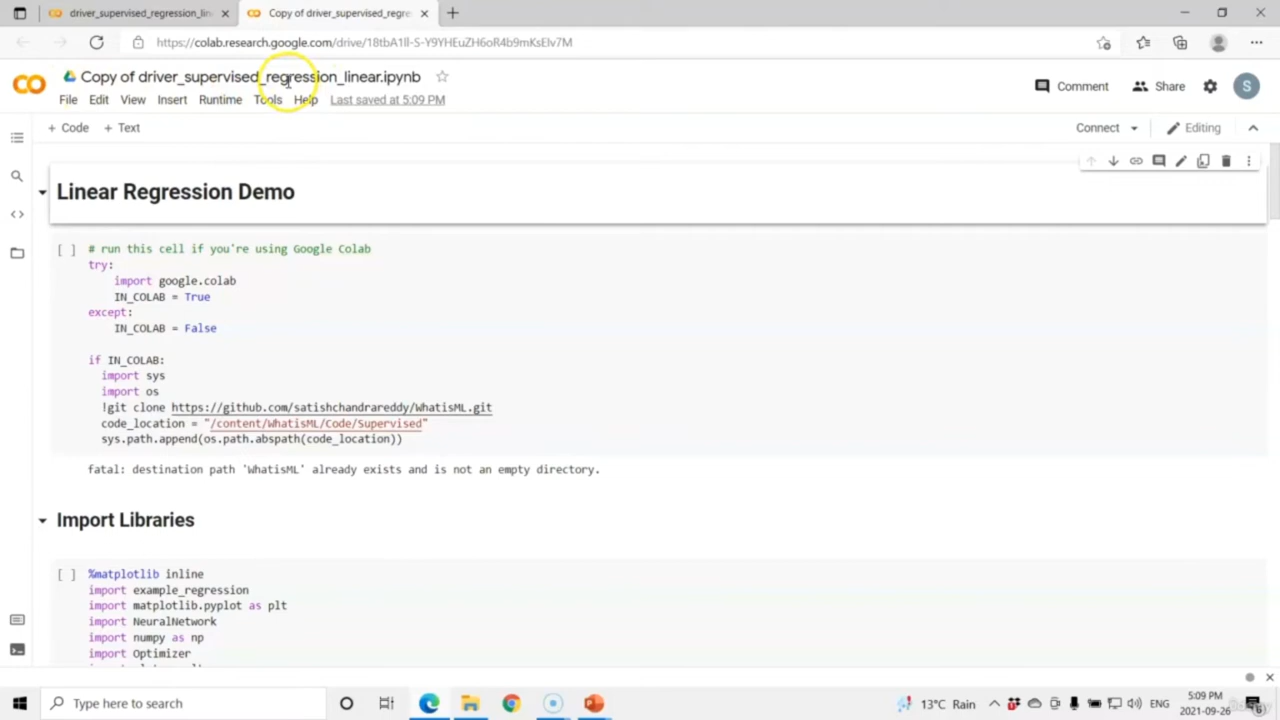 driver_supervised_regression_lin
Copy of driver_supervised_regre
https://colab.research.google.com/drive/18tbA1Il-S-Y9YHEuZH6oR4b9mKsElv7M
Copy of driver_supervised_regression_linear.ipynb
File Edit View Insert Runtime Tools Help Last saved at 5:09 PM
Comment Share S
+ Code + Text
Connect Editing
Linear Regression Demo
[ ] # run this cell if you're using Google Colab
try:
import google.colab
IN_COLAB = True
except:
IN_COLAB = False
if IN_COLAB:
import sys
import os
!git clone https://github.com/satishchandrareddy/WhatisML.git
code_location = "/content/WhatisML/Code/Supervised"
sys.path.append(os.path.abspath(code_location))
fatal: destination path 'WhatisML' already exists and is not an empty directory.
Import Libraries
[ ] %matplotlib inline
import example_regression
import matplotlib.pyplot as plt
import NeuralNetwork
import numpy as np
import Optimizer
Type here to search
13°C Rain
ENG
5:09 PM
2021-09-26